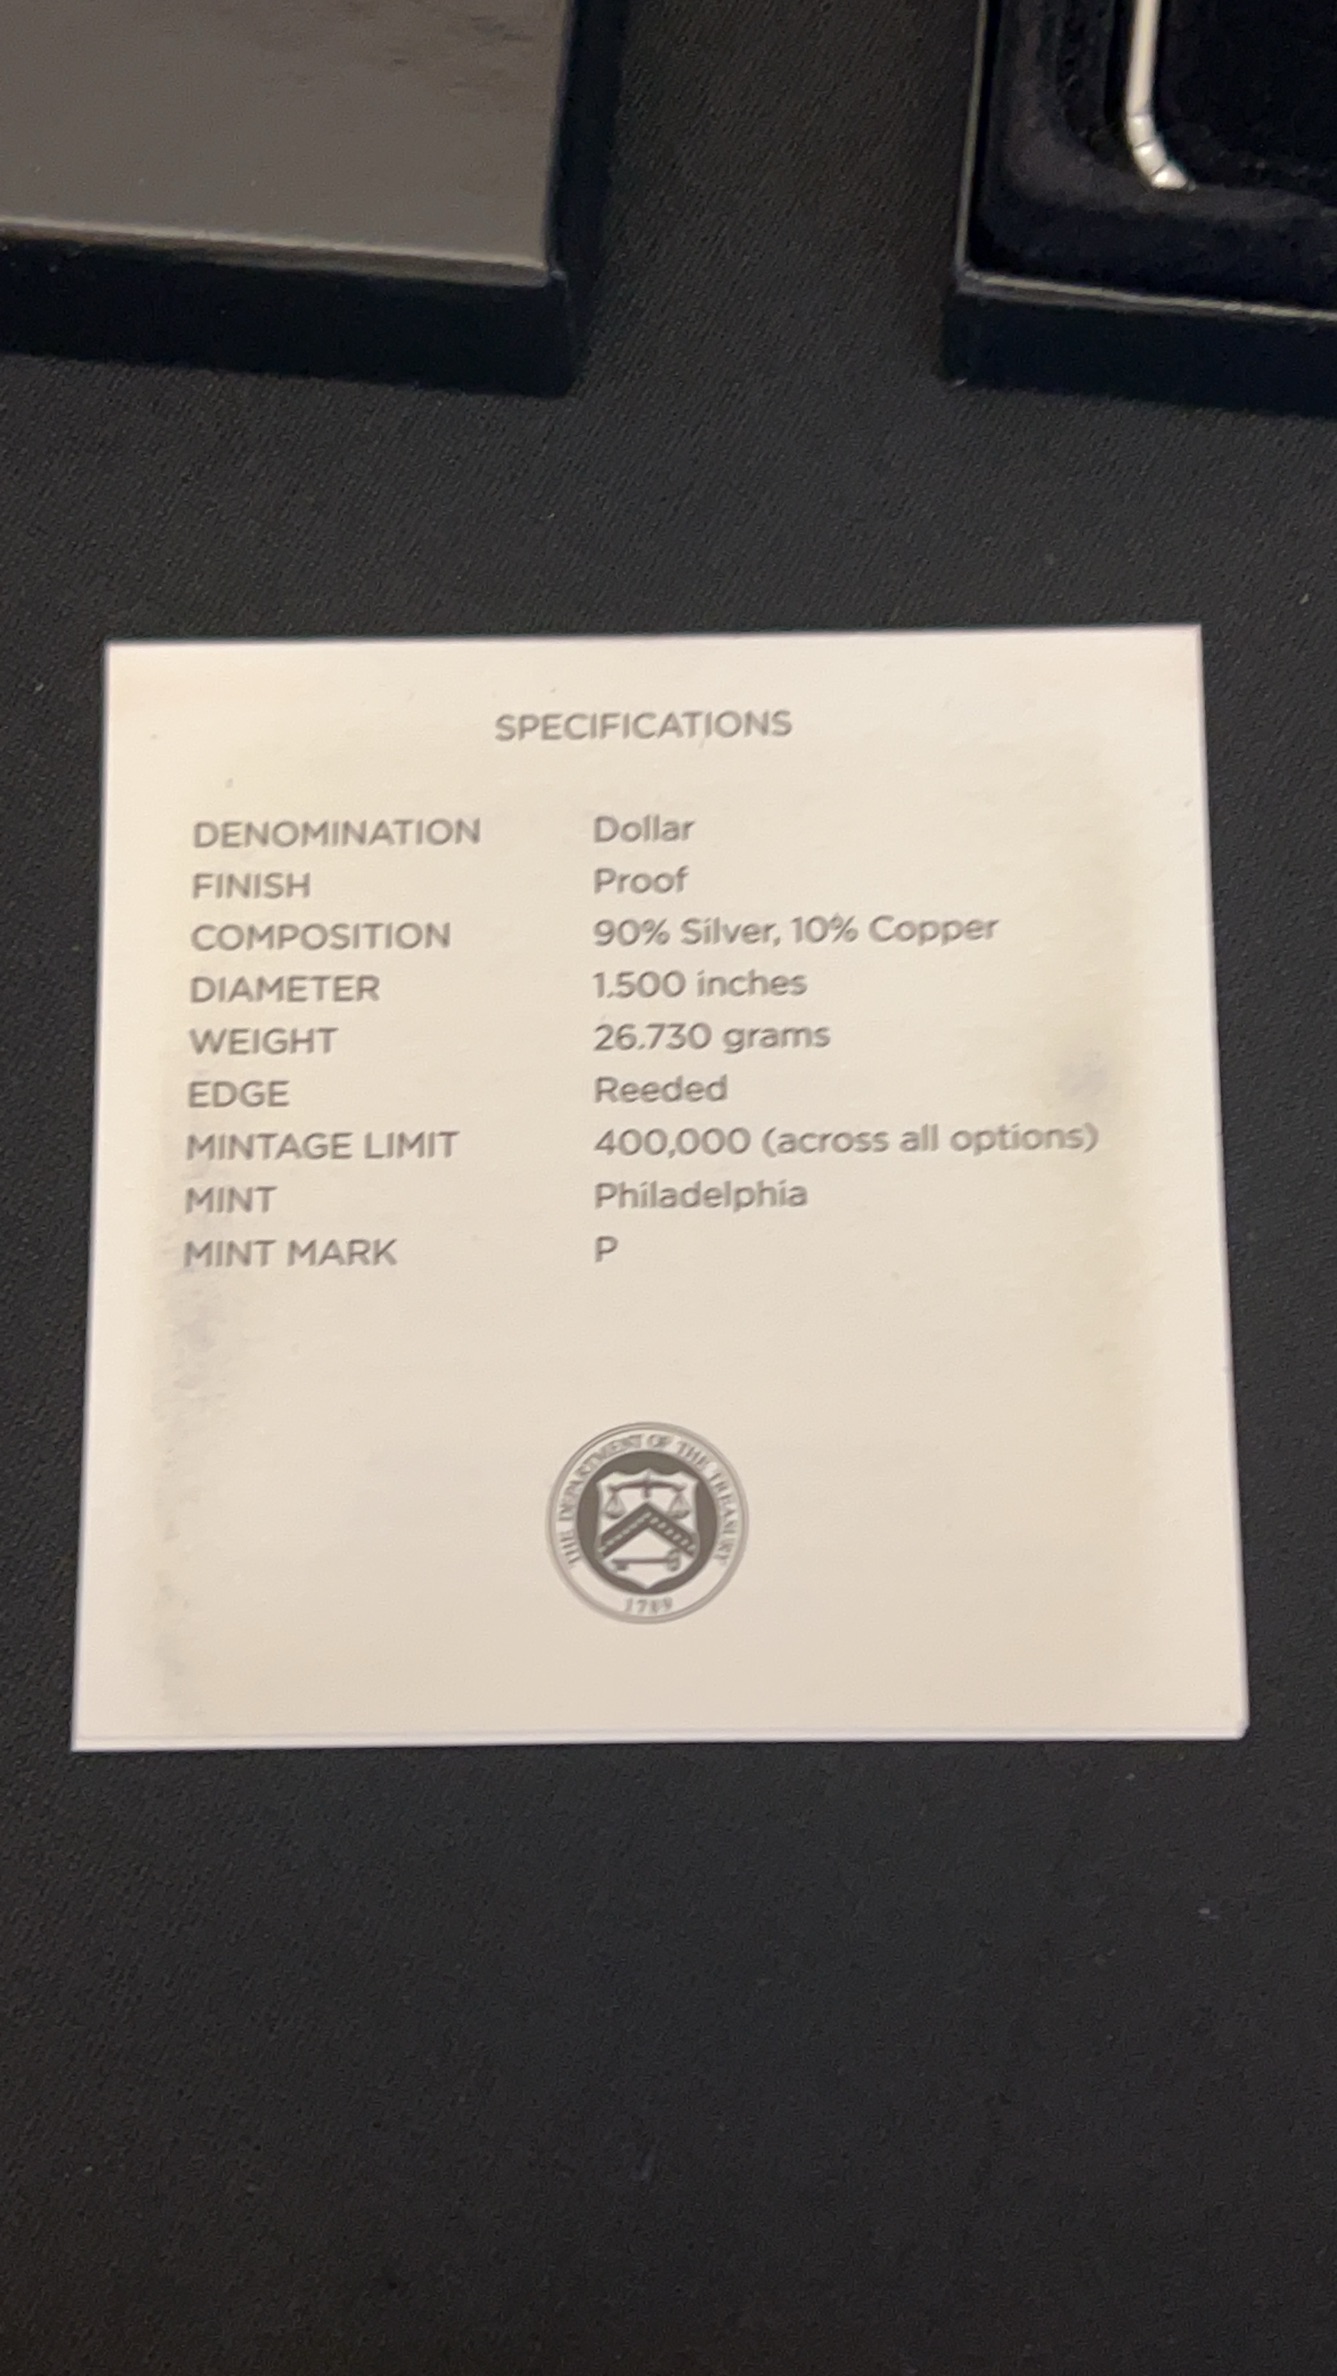 SPECIFICATIONS
DENOMINATION Dollar
FINISH Proof
COMPOSITION 90% Silver, 10% Copper
DIAMETER 1.500 inches
WEIGHT 26.730 grams
EDGE Reeded
MINTAGE LIMIT 400,000 (across all options)
MINT Philadelphia
MINT MARK P
THE DEPARTMENT OF THE TREASURY
1789